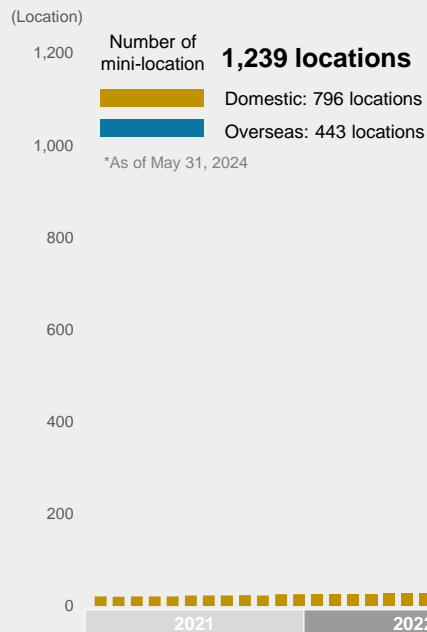 (Location)
Number of
mini-location
1,239 locations
Domestic: 796 locations
Overseas: 443 locations
*As of May 31, 2024
1,200
1,000
800
600
400
200
0
2021
2022